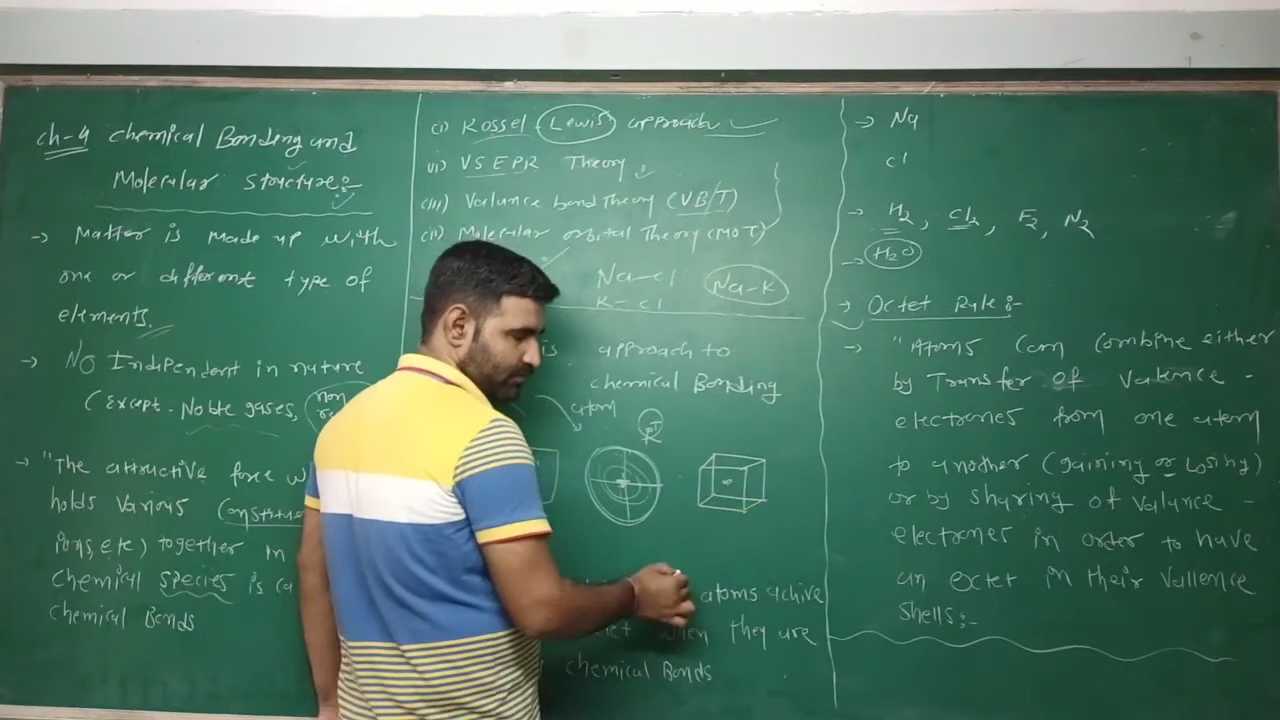 ch-4 chemical Bonding and
Molecular structure:-
→ Matter is made up with
one or different type of
elements.
→ NO Independent in nature
(Except. Noble gases, non
→ "The attractive force
holds various
ions, etc) together in
chemical species is
chemical Bonds
(i) Kossel-Lewis approach
(ii) VSEPR Theory
(iii) Valance bond Theory (VBT)
Molecular orbital Theory (MOT)
Na-cl Na-K
K-cl
approach to
chemical Bonding
atom
atoms achive
when they are
chemical Bonds
→ Na
cl
→ H2, Cl2, F2, N2
→ H2O
→ Octet Rule:-
→ "Atoms can combine either
by Transfer of Valence -
electrones from one atom
to another (gaining or Losing)
or by sharing of Valance -
electrones in order to have
an octet in their Vallence
shells:-